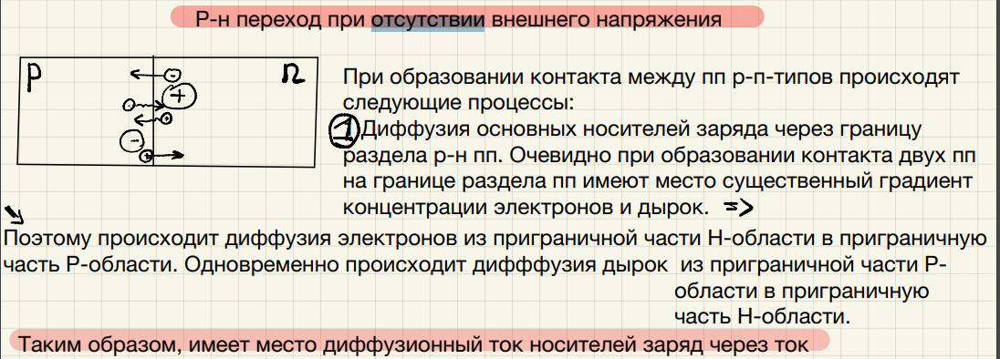 Р-н переход при отсутствии внешнего напряжения
p
n
При образовании контакта между пп р-п-типов происходят
следующие процессы:
1 Диффузия основных носителей заряда через границу
раздела р-н пп. Очевидно при образовании контакта двух пп
на границе раздела пп имеют место существенный градиент
концентрации электронов и дырок. =>
Поэтому происходит диффузия электронов из приграничной части Н-области в приграничную
часть Р-области. Одновременно происходит дифффузия дырок из приграничной части Р-
области в приграничную
часть Н-области.
Таким образом, имеет место диффузионный ток носителей заряд через ток